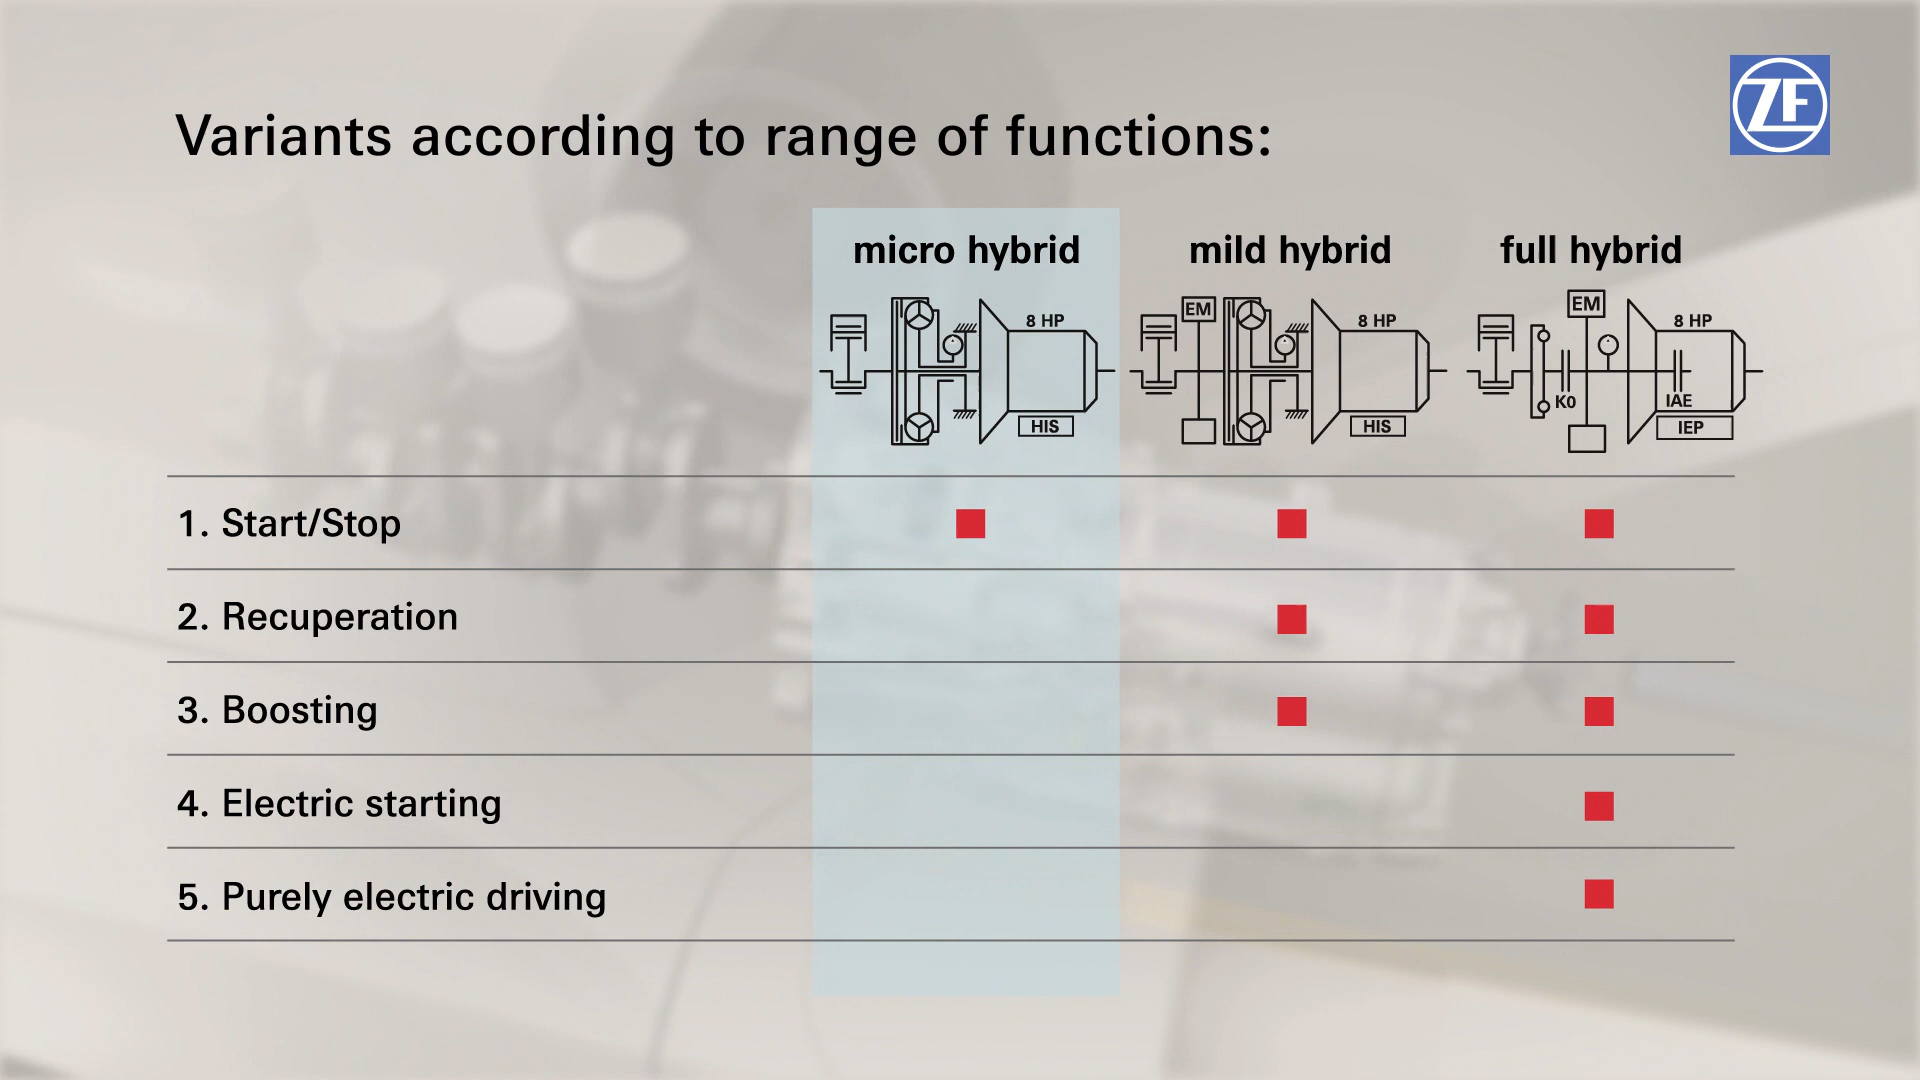 ZF
Variants according to range of functions:
micro hybrid mild hybrid full hybrid
EM EM
8 HP 8 HP 8 HP
K0 IAE
HIS HIS IEP
1. Start/Stop
2. Recuperation
3. Boosting
4. Electric starting
5. Purely electric driving